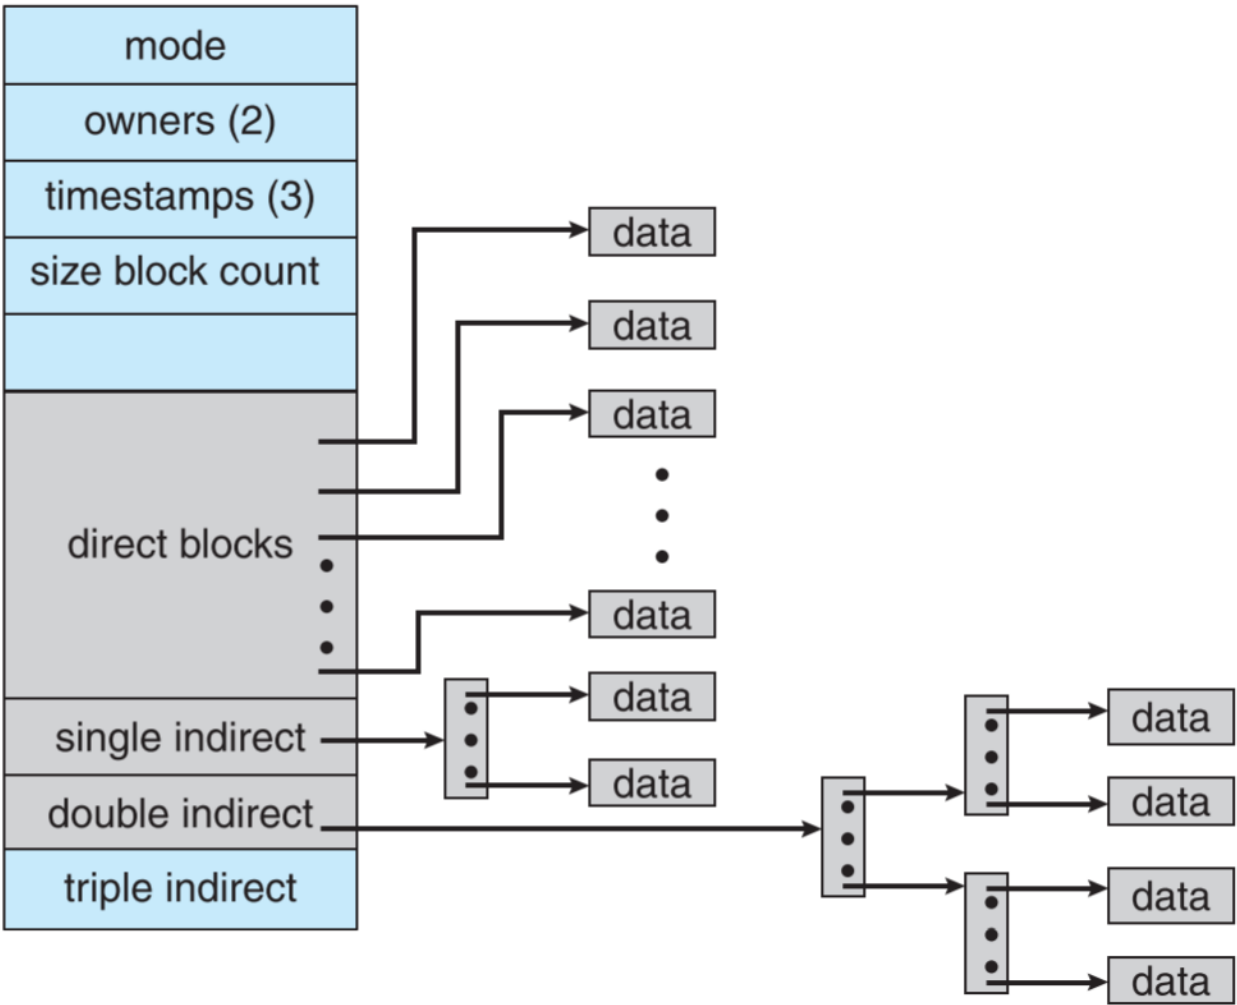 mode
owners (2)
timestamps (3)
size block count
direct blocks
single indirect
double indirect
triple indirect
data
data
data
data
data
data
data
data
data
data